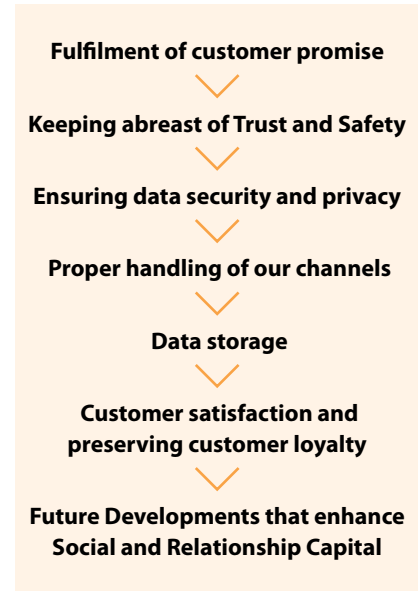 Fulfilment of customer promise
Keeping abreast of Trust and Safety
Ensuring data security and privacy
Proper handling of our channels
Data storage
Customer satisfaction and
preserving customer loyalty
Future Developments that enhance
Social and Relationship Capital